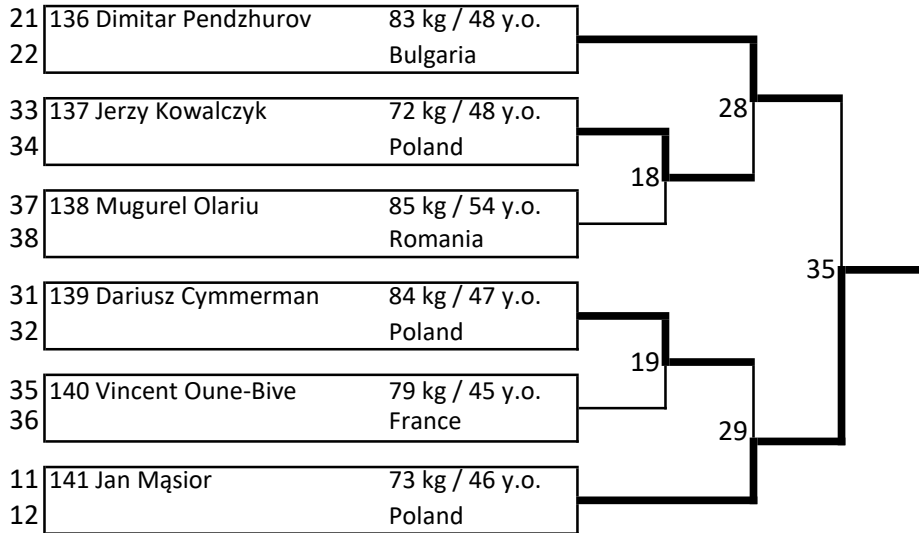 21 136 Dimitar Pendzhurov 83 kg / 48 y.o.
22 Bulgaria
33 137 Jerzy Kowalczyk 72 kg / 48 y.o.
28
34 Poland
18
37 138 Mugurel Olariu 85 kg / 54 y.o.
38 Romania
35
31 139 Dariusz Cymmerman 84 kg / 47 y.o.
32 Poland
19
35 140 Vincent Oune-Bive 79 kg / 45 y.o.
36 France
29
11 141 Jan Mąsior 73 kg / 46 y.o.
12 Poland